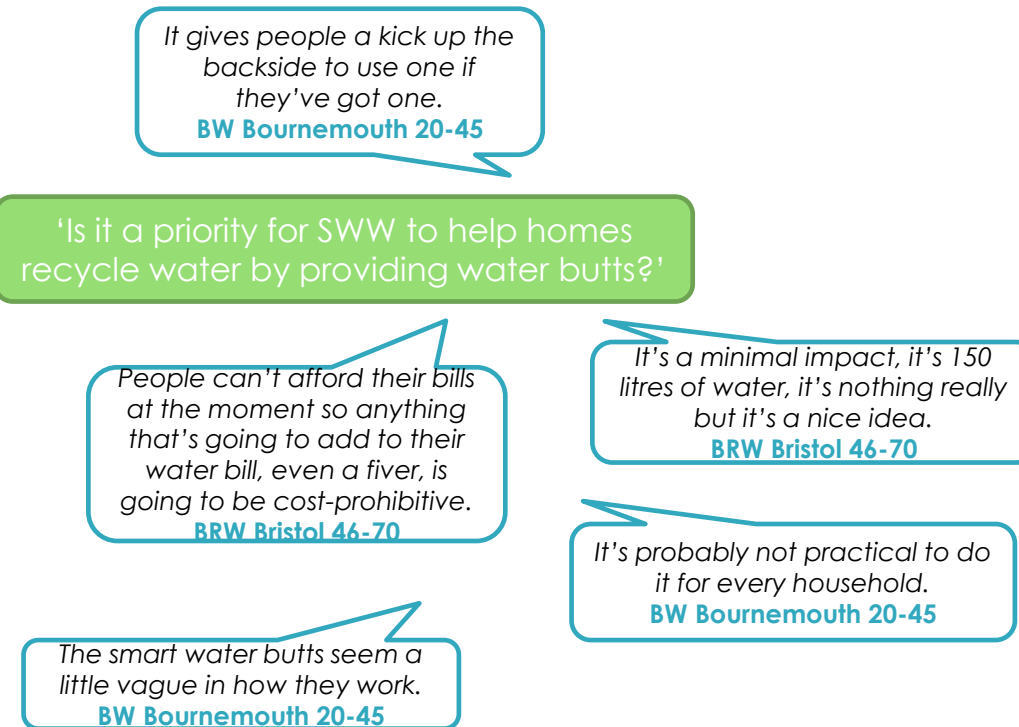 It gives people a kick up the
backside to use one if
they've got one.
BW Bournemouth 20-45
'Is it a priority for SWW to help homes
recycle water by providing water butts?'
People can't afford their bills
at the moment so anything
that's going to add to their
water bill, even a fiver, is
going to be cost-prohibitive.
BRW Bristol 46-70
It's a minimal impact, it's 150
litres of water, it's nothing really
but it's a nice idea.
BRW Bristol 46-70
It's probably not practical to do
it for every household.
BW Bournemouth 20-45
The smart water butts seem a
little vague in how they work.
BW Bournemouth 20-45